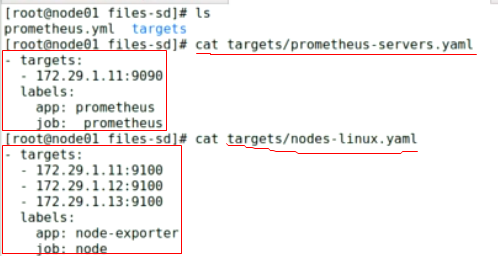 [root@node01 files-sd]# ls
prometheus.yml  targets
[root@node01 files-sd]# cat targets/prometheus-servers.yaml
- targets:
  - 172.29.1.11:9090
  labels:
    app: prometheus
    job:  prometheus
[root@node01 files-sd]# cat targets/nodes-linux.yaml
- targets:
  - 172.29.1.11:9100
  - 172.29.1.12:9100
  - 172.29.1.13:9100
  labels:
    app: node-exporter
    job: node